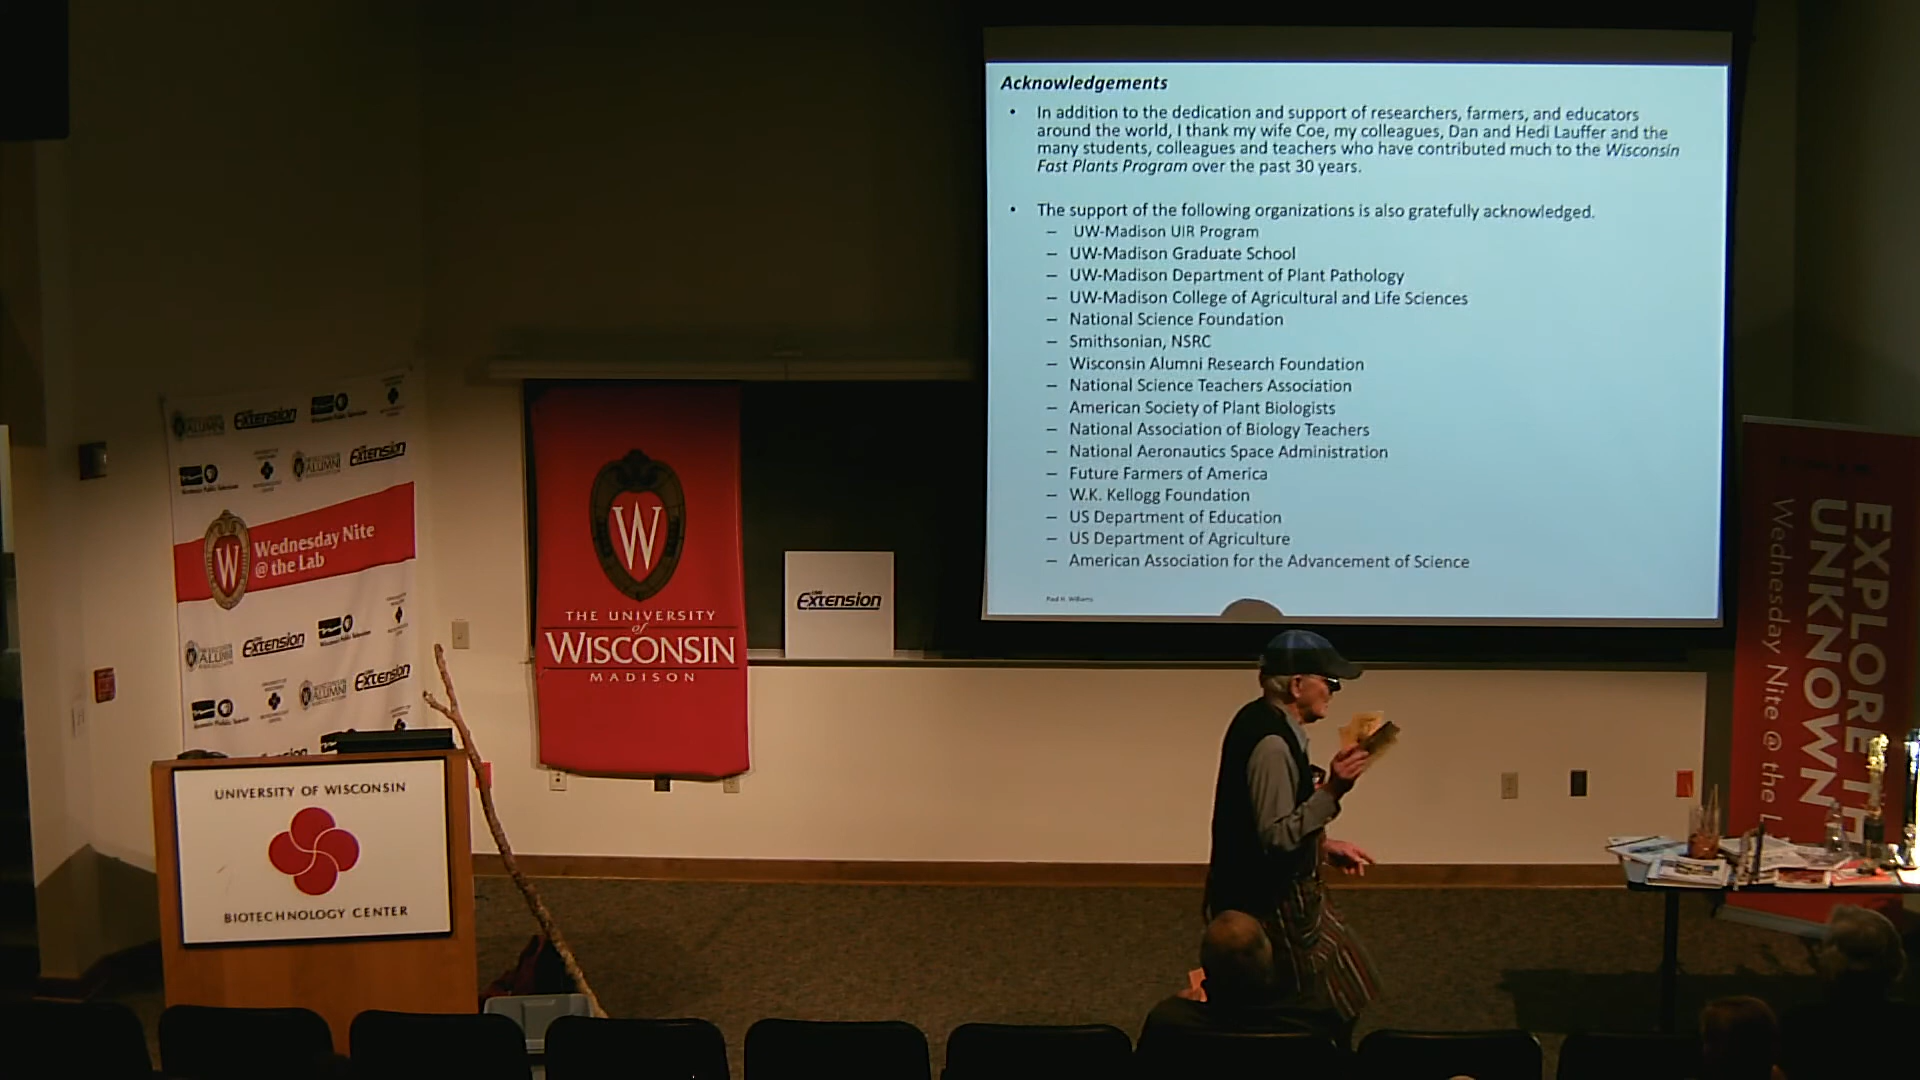 Acknowledgements
• In addition to the dedication and support of researchers, farmers, and educators
around the world, I thank my wife Coe, my colleagues, Dan and Hedi Lauffer and the
many students, colleagues and teachers who have contributed much to the Wisconsin
Fast Plants Program over the past 30 years.
• The support of the following organizations is also gratefully acknowledged.
– UW-Madison UIR Program
– UW-Madison Graduate School
– UW-Madison Department of Plant Pathology
– UW-Madison College of Agricultural and Life Sciences
– National Science Foundation
– Smithsonian, NSRC
– Wisconsin Alumni Research Foundation
– National Science Teachers Association
– American Society of Plant Biologists
– National Association of Biology Teachers
– National Aeronautics Space Administration
– Future Farmers of America
– W.K. Kellogg Foundation
– US Department of Education
– US Department of Agriculture
– American Association for the Advancement of Science
Paul H. Williams
ALUMNI
Extension
ALUMNI
Extension
W
Wednesday Nite
@ the Lab
ALUMNI
Extension
ALUMNI
Extension
W
THE UNIVERSITY
of
WISCONSIN
MADISON
Extension
UNIVERSITY OF WISCONSIN
BIOTECHNOLOGY CENTER
EXPLORE TH
UNKNOWN
Wednesday Nite @ the L